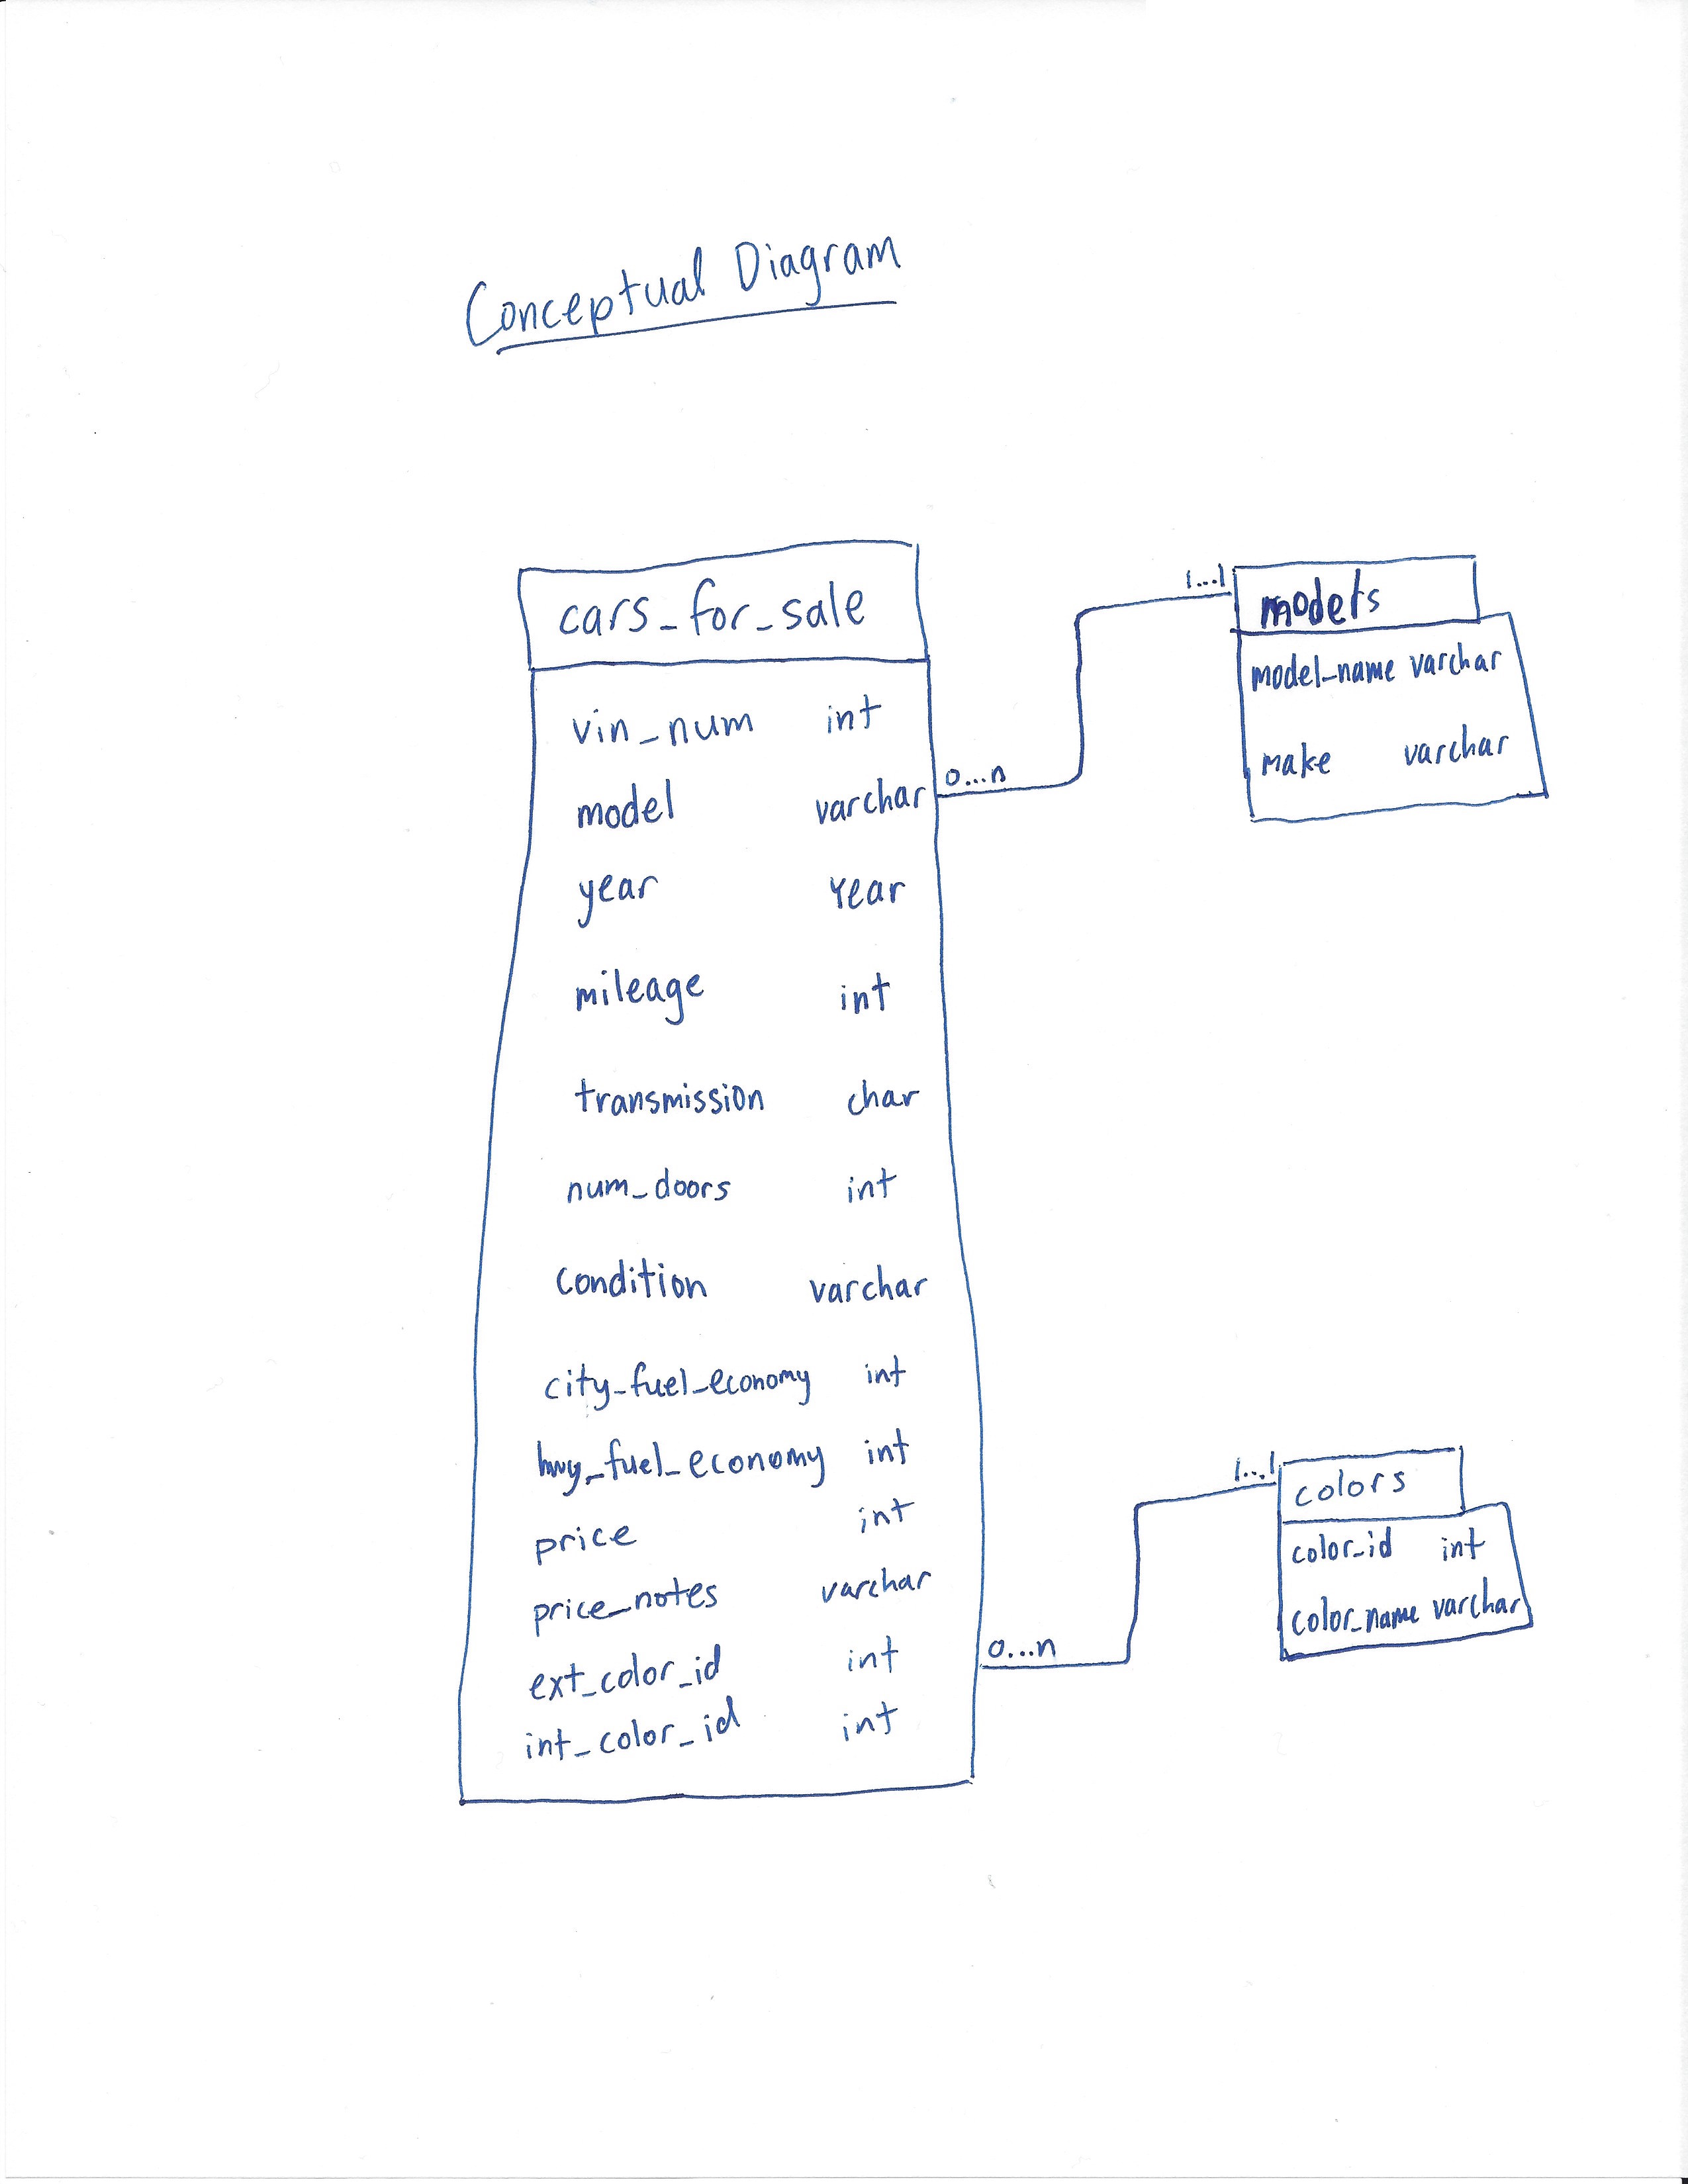 Conceptual Diagram
cars_for_sale
vin_num int
model varchar
year Year
mileage int
transmission char
num_doors int
condition varchar
city_fuel_economy int
hwy_fuel_economy int
price int
price_notes varchar
ext_color_id int
int_color_id int
0...n
1...1
models
model_name varchar
make varchar
0...n
1...1
colors
color_id int
color_name varchar